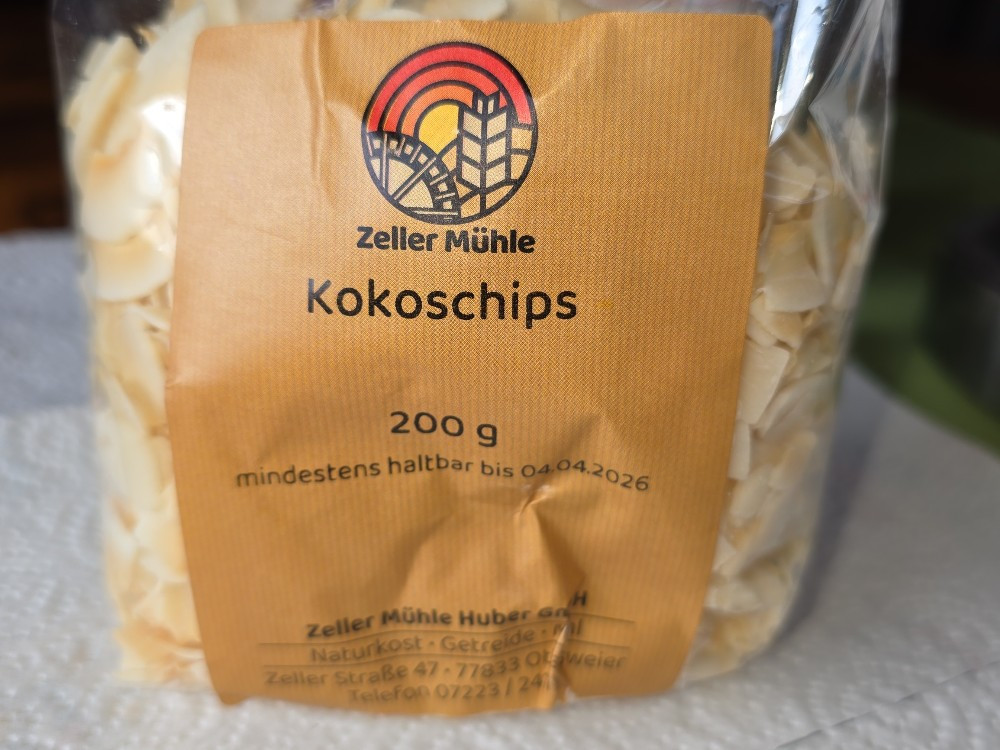 Zeller Mühle
Kokoschips
200 g
mindestens haltbar bis 04.04.2026
Zeller Mühle Huber
Naturkost · Getreide ·
Zeller Straße 47 · 77833
Telefon 07223 /